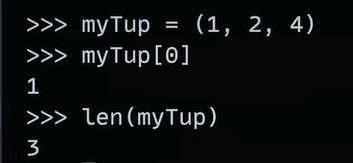 >>> myTup = (1, 2, 4)
>>> myTup[0]
1
>>> len(myTup)
3